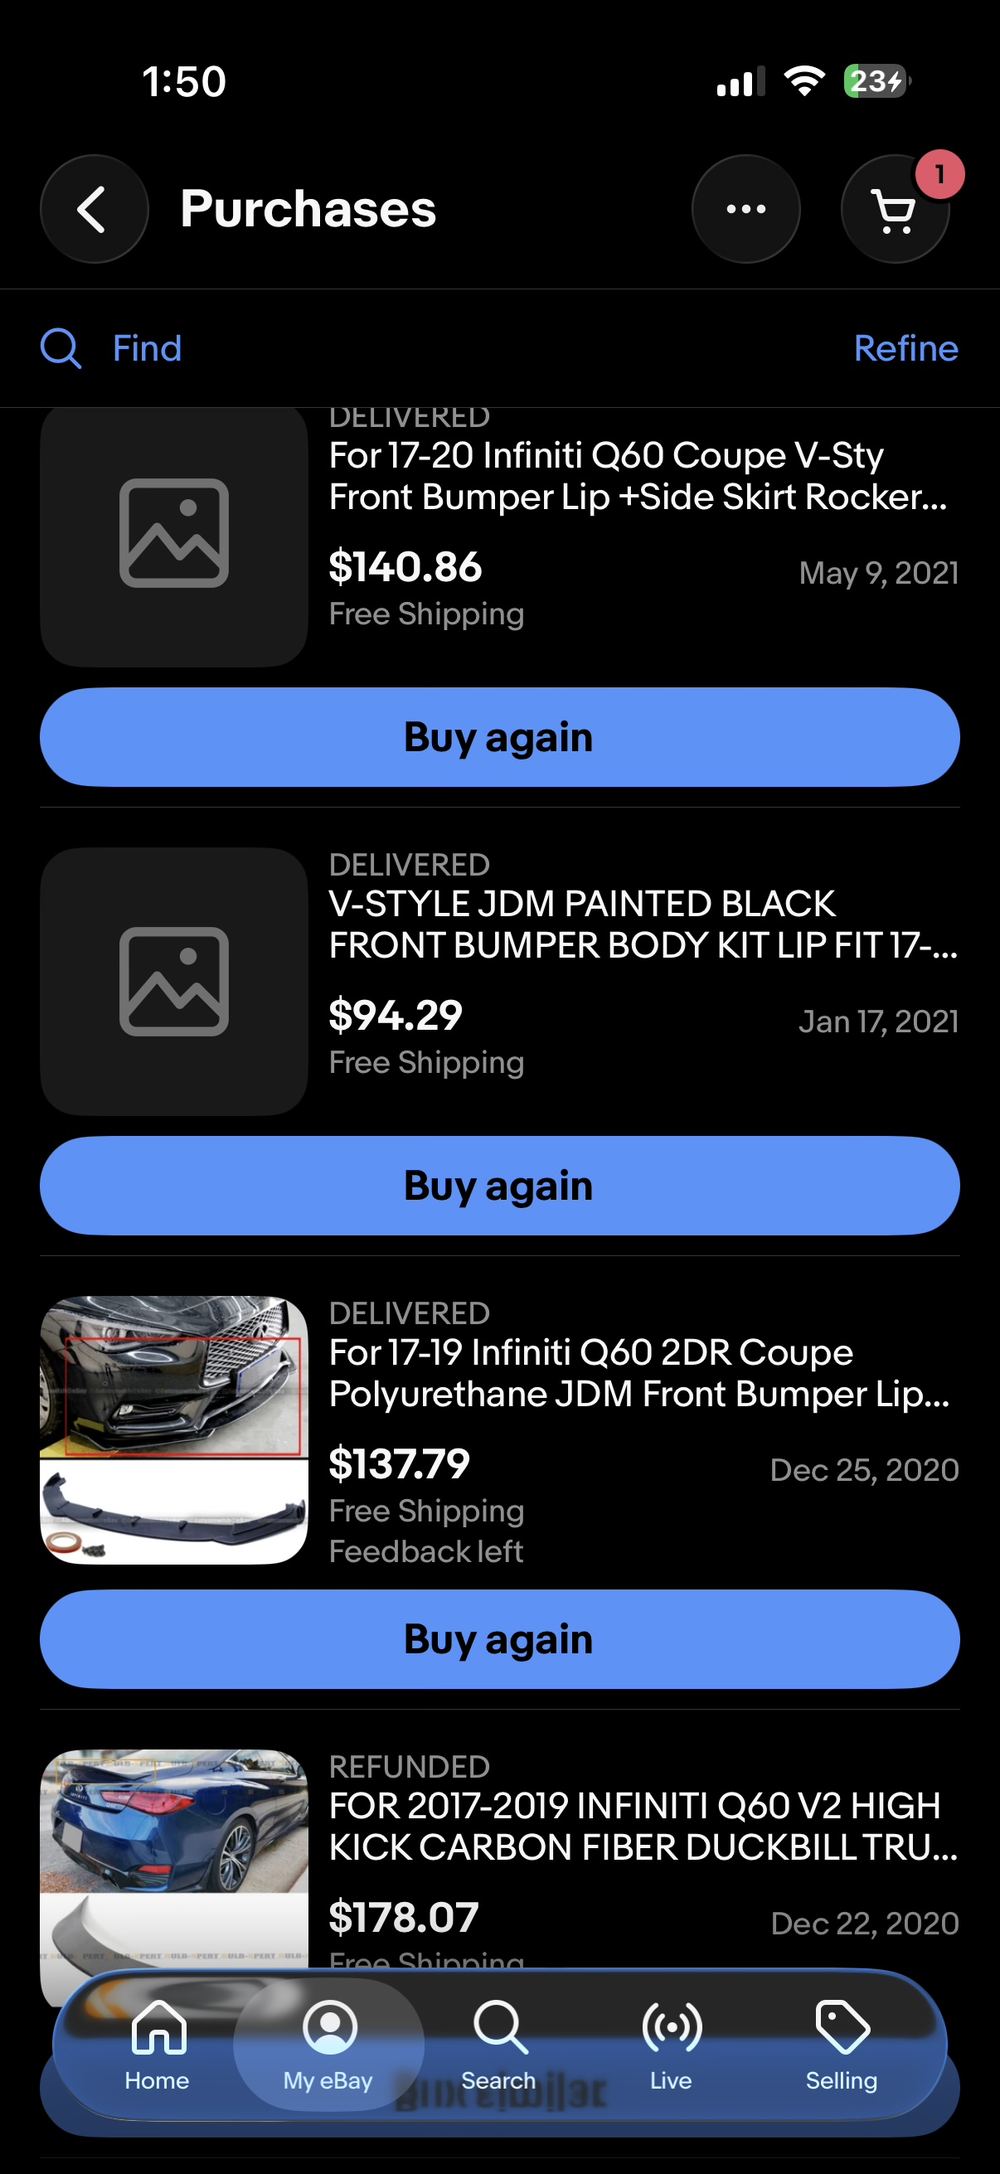 1:50
23
Purchases
1
Find
Refine
DELIVERED
For 17-20 Infiniti Q60 Coupe V-Sty
Front Bumper Lip +Side Skirt Rocker...
$140.86
May 9, 2021
Free Shipping
Buy again
DELIVERED
V-STYLE JDM PAINTED BLACK
FRONT BUMPER BODY KIT LIP FIT 17-...
$94.29
Jan 17, 2021
Free Shipping
Buy again
DELIVERED
For 17-19 Infiniti Q60 2DR Coupe
Polyurethane JDM Front Bumper Lip...
$137.79
Dec 25, 2020
Free Shipping
Feedback left
Buy again
REFUNDED
FOR 2017-2019 INFINITI Q60 V2 HIGH
KICK CARBON FIBER DUCKBILL TRU...
$178.07
Dec 22, 2020
Free Shipping
Home
My eBay
Search
Live
Selling